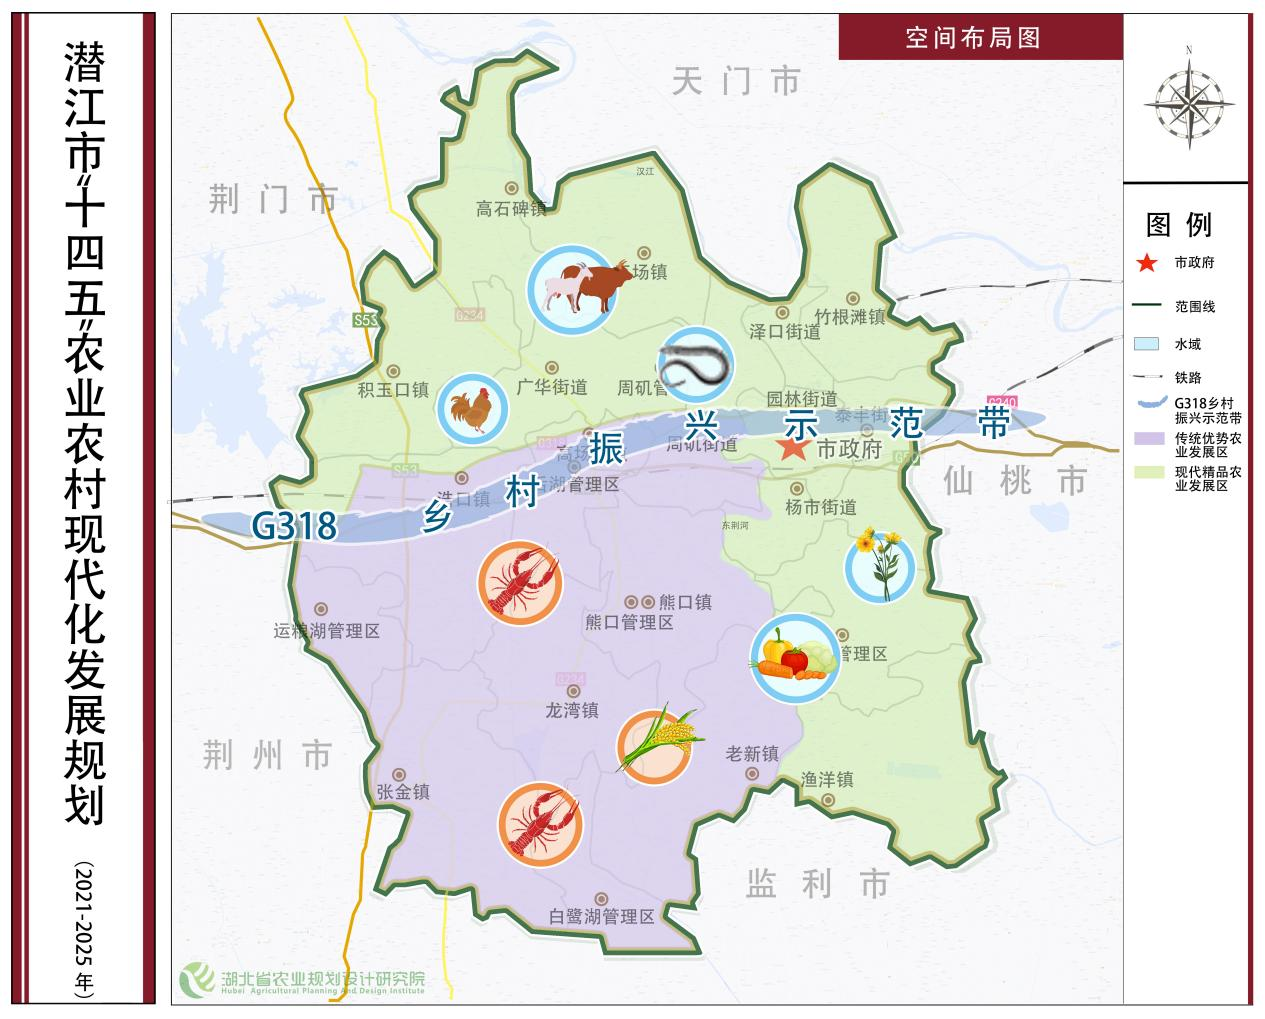 潜江市“十四五”农业农村现代化发展规划
（2021-2025年）
空间布局图
天门市
荆门市
汉江
高石碑镇
场镇
S53
G234
竹根滩镇
泽口街道
积玉口镇
广华街道
周矶管
园林街道
泰丰街
G240
G318乡村振兴示范带
G318
周矶街道
市政府
高场
S53
浩口镇
湖管理区
G50
仙桃市
杨市街道
东荆河
熊口镇
熊口管理区
运粮湖管理区
管理区
G234
龙湾镇
荆州市
老新镇
渔洋镇
张金镇
监利市
白鹭湖管理区
湖北省农业规划设计研究院
Hubei Agricultural Planning And Design Institute
N
图例
市政府
范围线
水域
铁路
G318乡村
振兴示范带
传统优势农
业发展区
现代精品农
业发展区